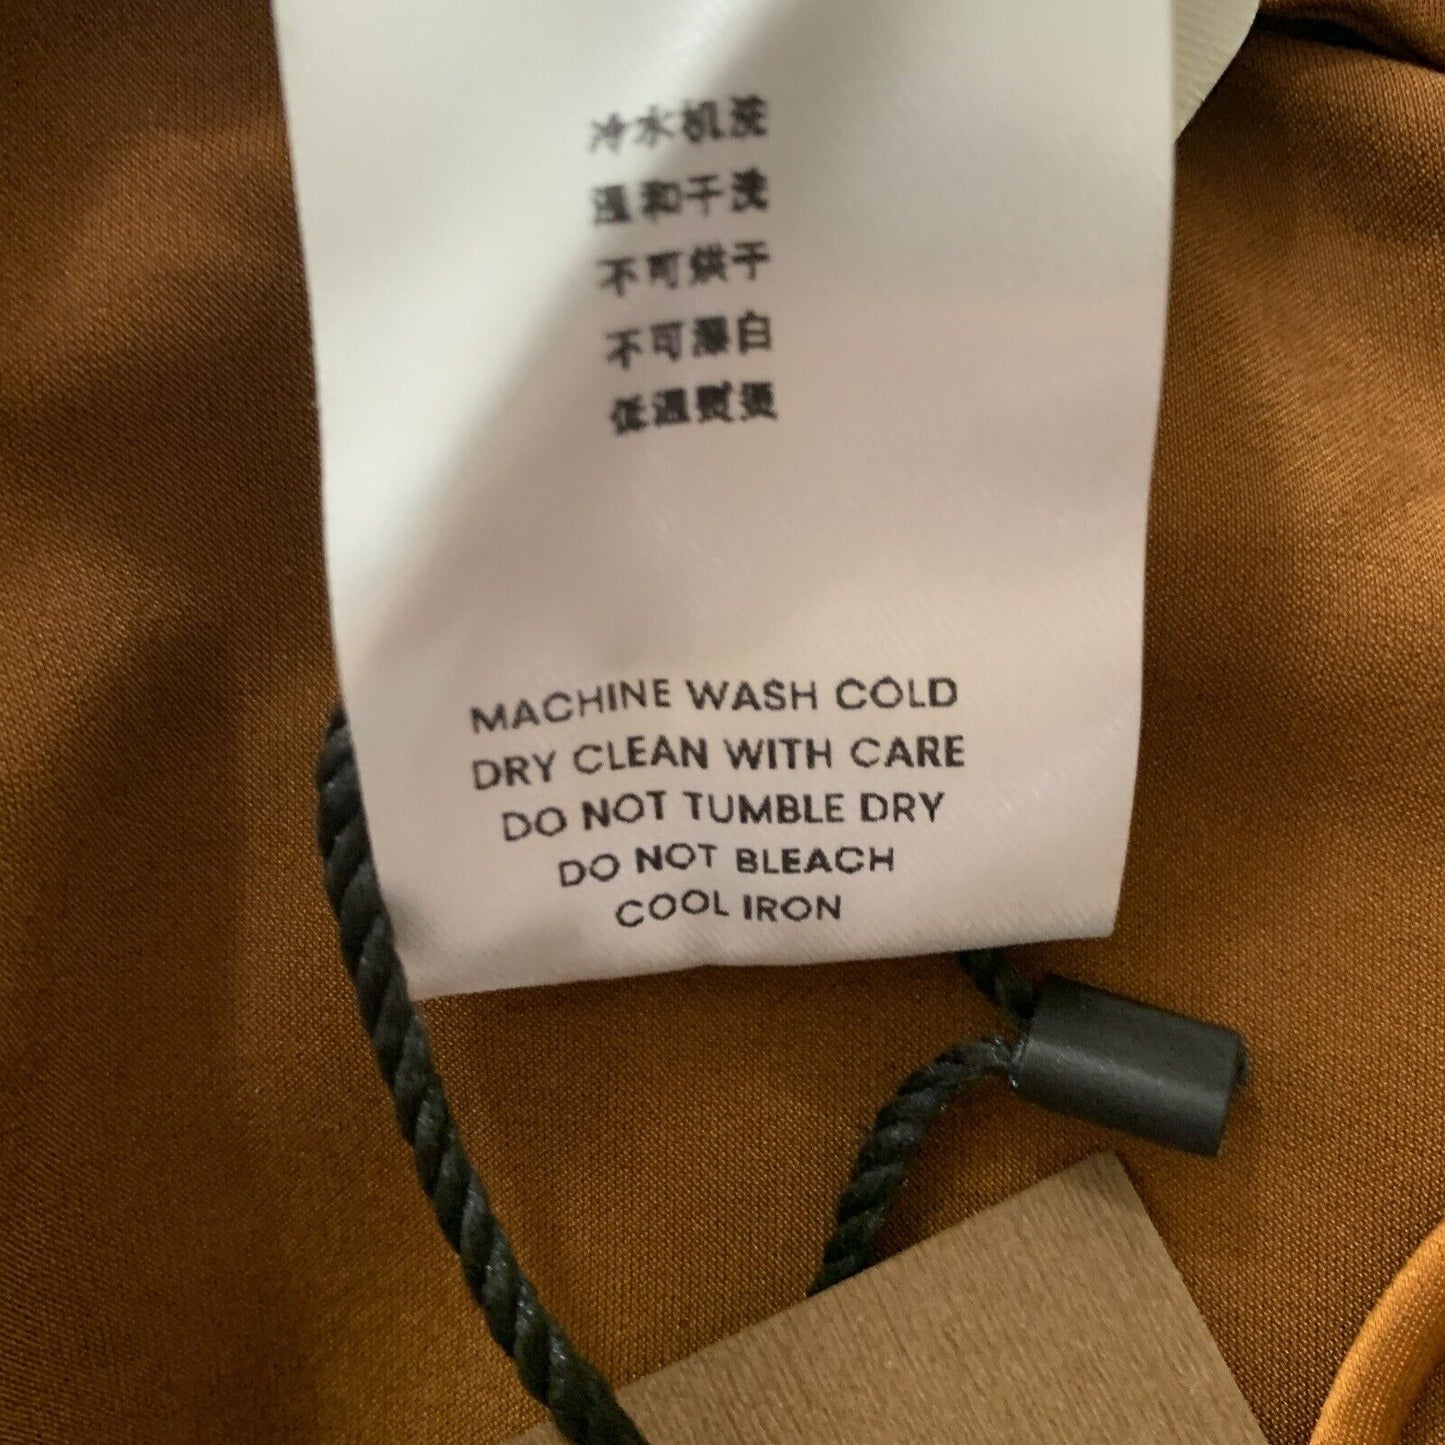 冷水机洗
温和干洗
不可烘干
不可漂白
低温熨烫
MACHINE WASH COLD
DRY CLEAN WITH CARE
DO NOT TUMBLE DRY
DO NOT BLEACH
COOL IRON